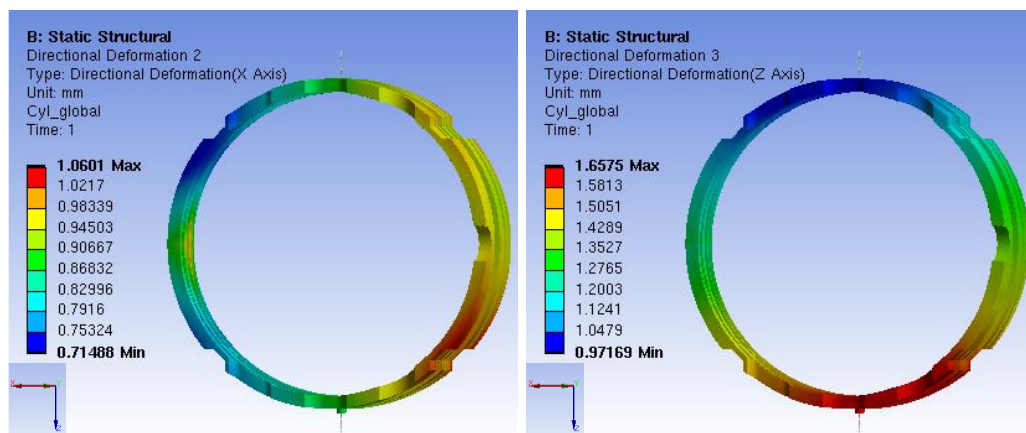 B: Static Structural
Directional Deformation 2
Type: Directional Deformation(X Axis)
Unit: mm
Cyl_global
Time: 1
1.0601 Max
1.0217
0.98339
0.94503
0.90667
0.86832
0.82996
0.7916
0.75324
0.71488 Min
X
Y
Z
B: Static Structural
Directional Deformation 3
Type: Directional Deformation(Z Axis)
Unit: mm
Cyl_global
Time: 1
1.6575 Max
1.5813
1.5051
1.4289
1.3527
1.2765
1.2003
1.1241
1.0479
0.97169 Min
X
Y
Z